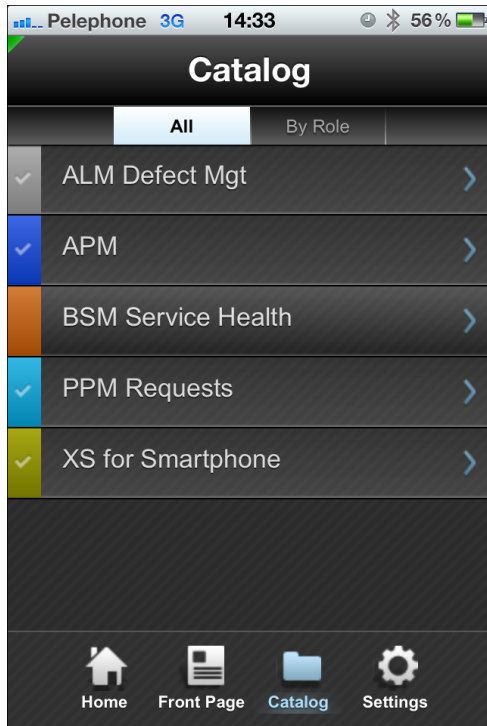 Pelephone 3G 14:33 56%
Catalog
All By Role
ALM Defect Mgt
APM
BSM Service Health
PPM Requests
XS for Smartphone
Home Front Page Catalog Settings